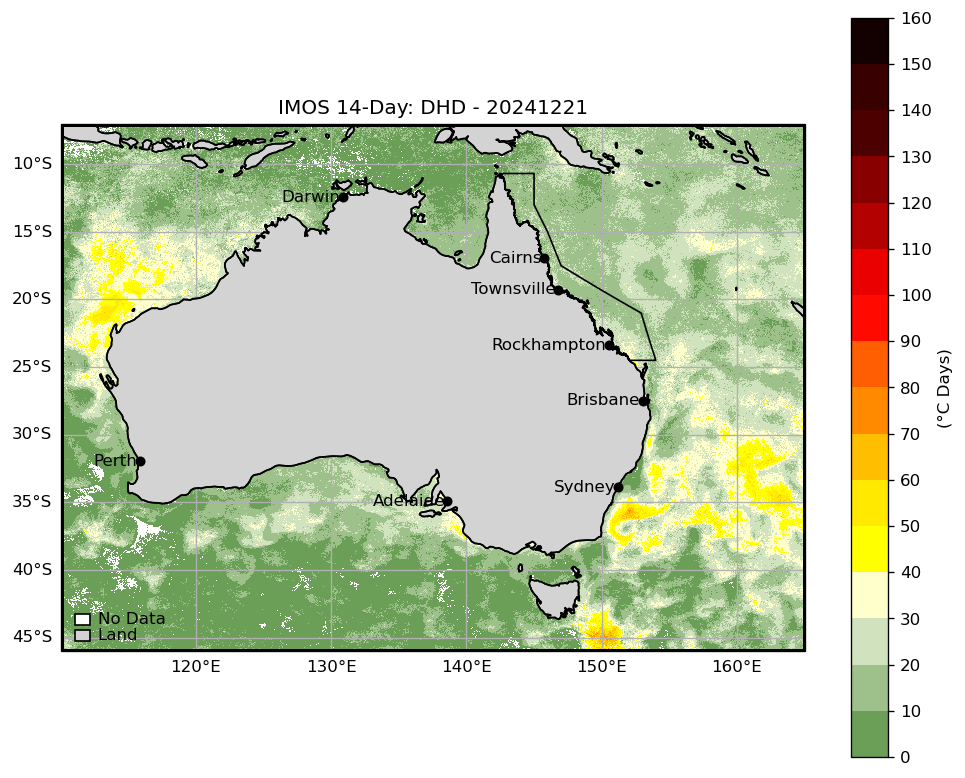 IMOS 14-Day: DHD - 20241221
160
150
140
130
120
110
100
90
80
70
60
50
40
30
20
10
0
(°C Days)
10°S
15°S
20°S
25°S
30°S
35°S
40°S
45°S
Darwin
Cairns
Townsville
Rockhampton
Brisbane
Perth
Sydney
Adelaide
No Data
Land
120°E
130°E
140°E
150°E
160°E